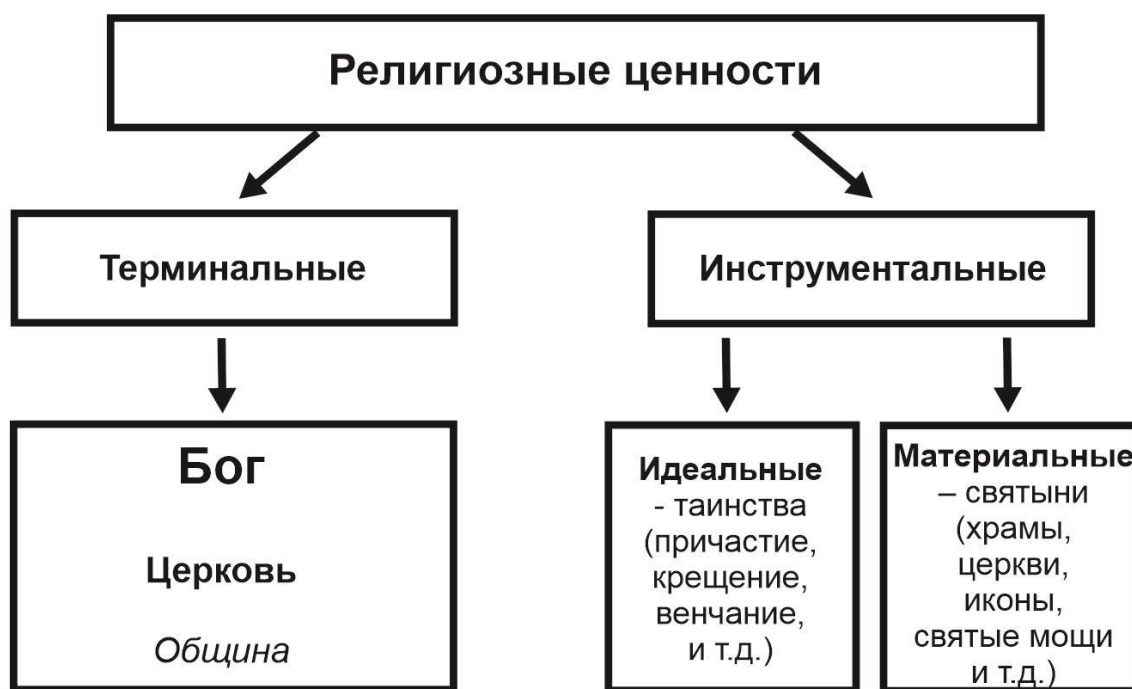 Религиозные ценности
Терминальные
Инструментальные
Бог
Церковь
Община
Идеальные
- таинства
(причастие,
крещение,
венчание,
и т.д.)
Материальные
– святыни
(храмы,
церкви,
иконы,
святые мощи
и т.д.)